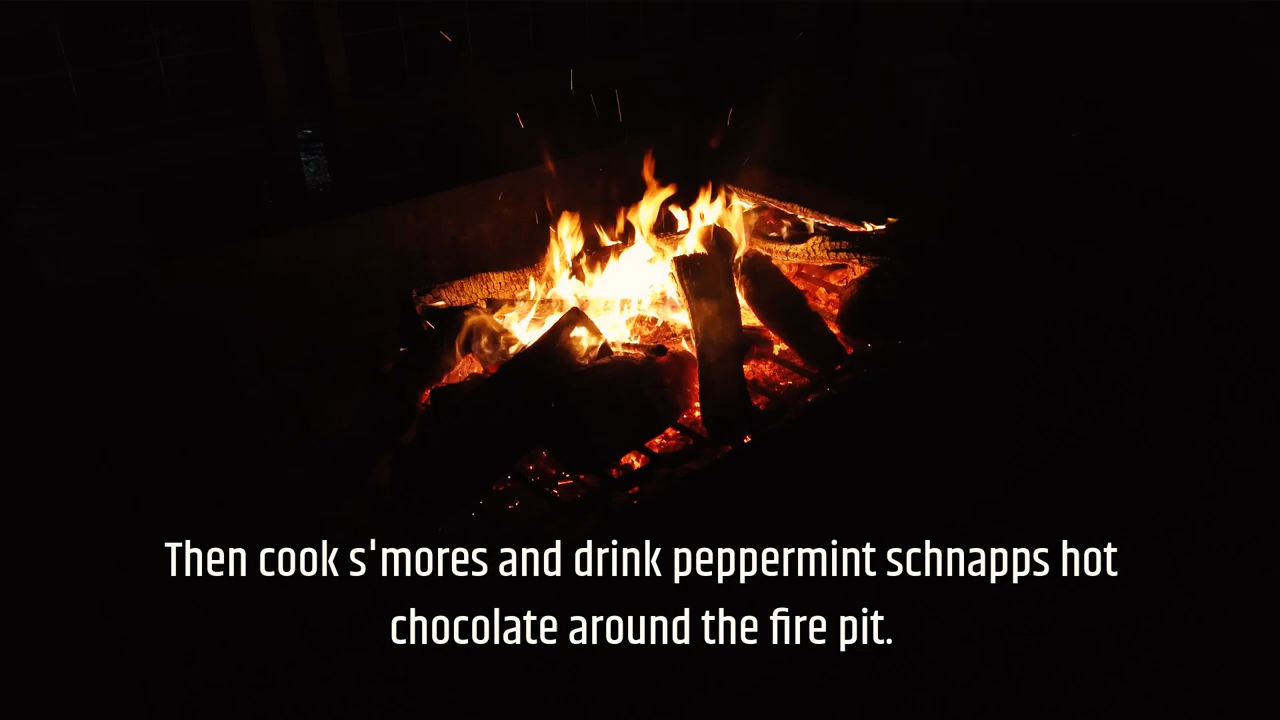 Then cook s'mores and drink peppermint schnapps hot
chocolate around the fire pit.